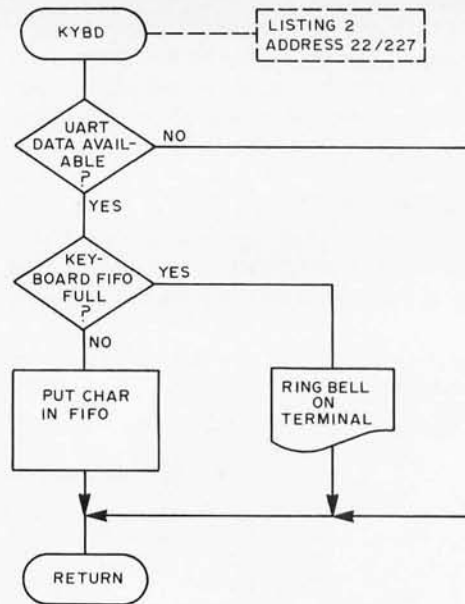 KYBD
LISTING 2
ADDRESS 22/227
UART
DATA AVAIL-
ABLE
?
NO
YES
KEY-
BOARD FIFO
FULL
?
YES
NO
PUT CHAR
IN FIFO
RING BELL
ON
TERMINAL
RETURN